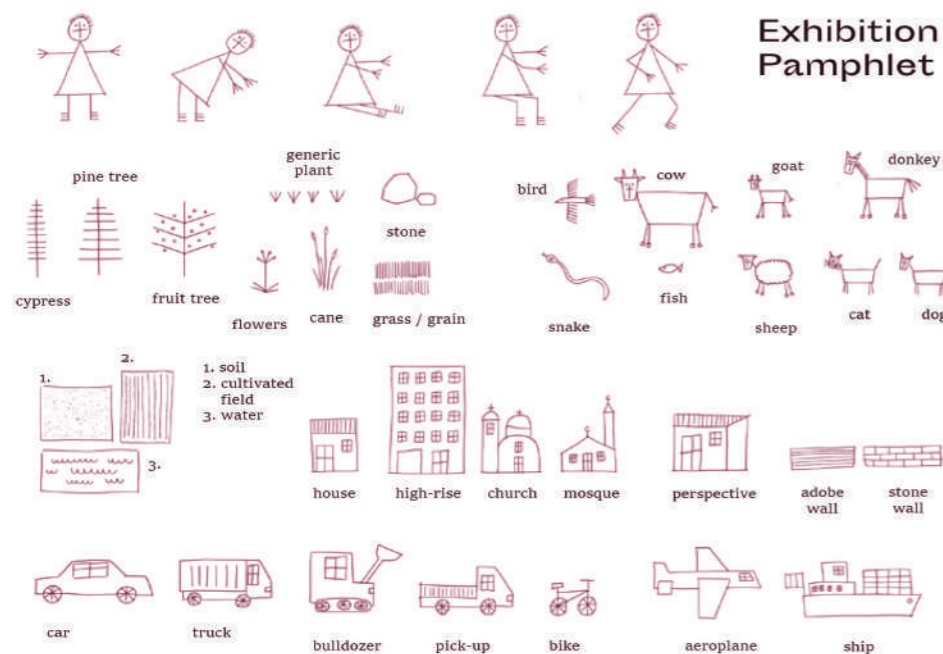 Exhibition
Pamphlet
pine tree
generic
plant
stone
bird
cow
goat
donkey
cypress
fruit tree
flowers
cane
grass / grain
snake
fish
sheep
cat
dog
1.
2.
3.
1. soil
2. cultivated
field
3. water
house
high-rise
church
mosque
perspective
adobe
wall
stone
wall
car
truck
bulldozer
pick-up
bike
aeroplane
ship